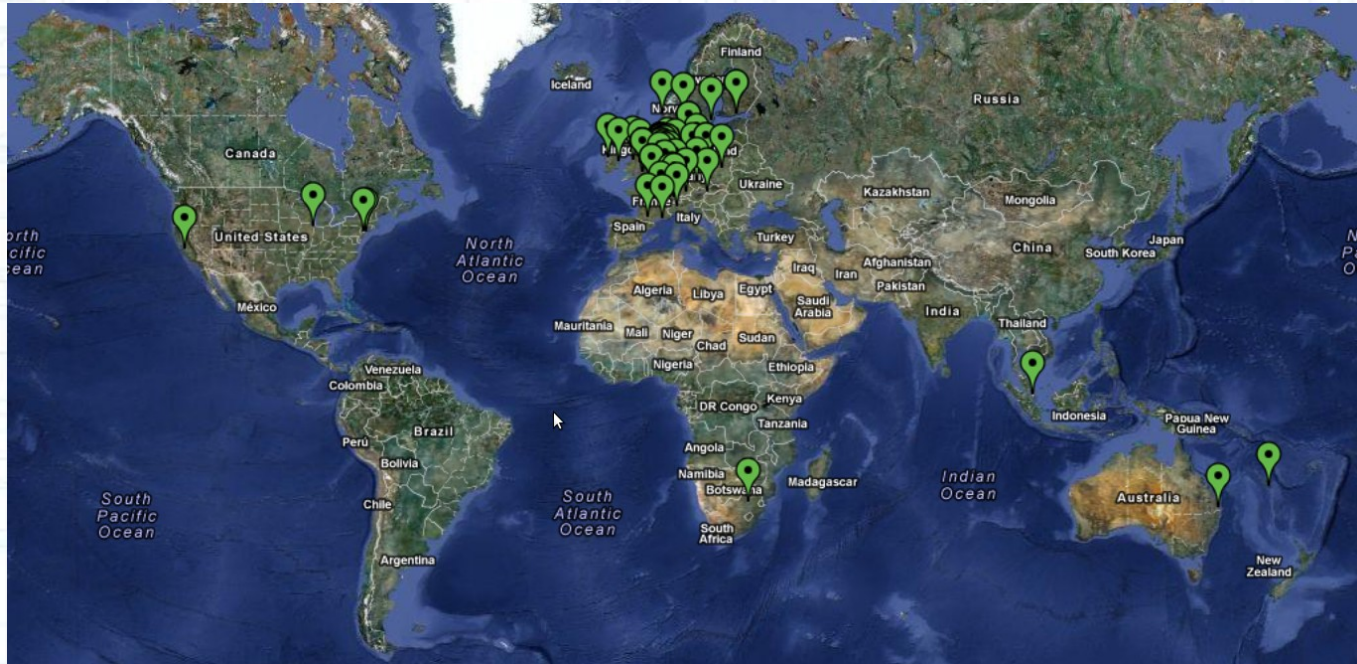 Finland
Iceland
Russia
Canada
Ukraine
Kazakhstan
Mongolia
United States
Spain
Italy
Turkey
North
Atlantic
Ocean
China
Japan
South Korea
Afghanistan
Iraq
Iran
Pakistan
Algeria
Libya
Egypt
Saudi
Arabia
India
México
Mauritania
Mali
Niger
Chad
Sudan
Thailand
Nigeria
Ethiopia
Venezuela
Colombia
DR Congo
Kenya
Indonesia
Papua New
Guinea
Tanzania
Brazil
Perú
Angola
Bolivia
Namibia
Botswana
Madagascar
Indian
Ocean
Australia
South
Pacific
Ocean
Chile
South
Atlantic
Ocean
South
Africa
Argentina
New
Zealand